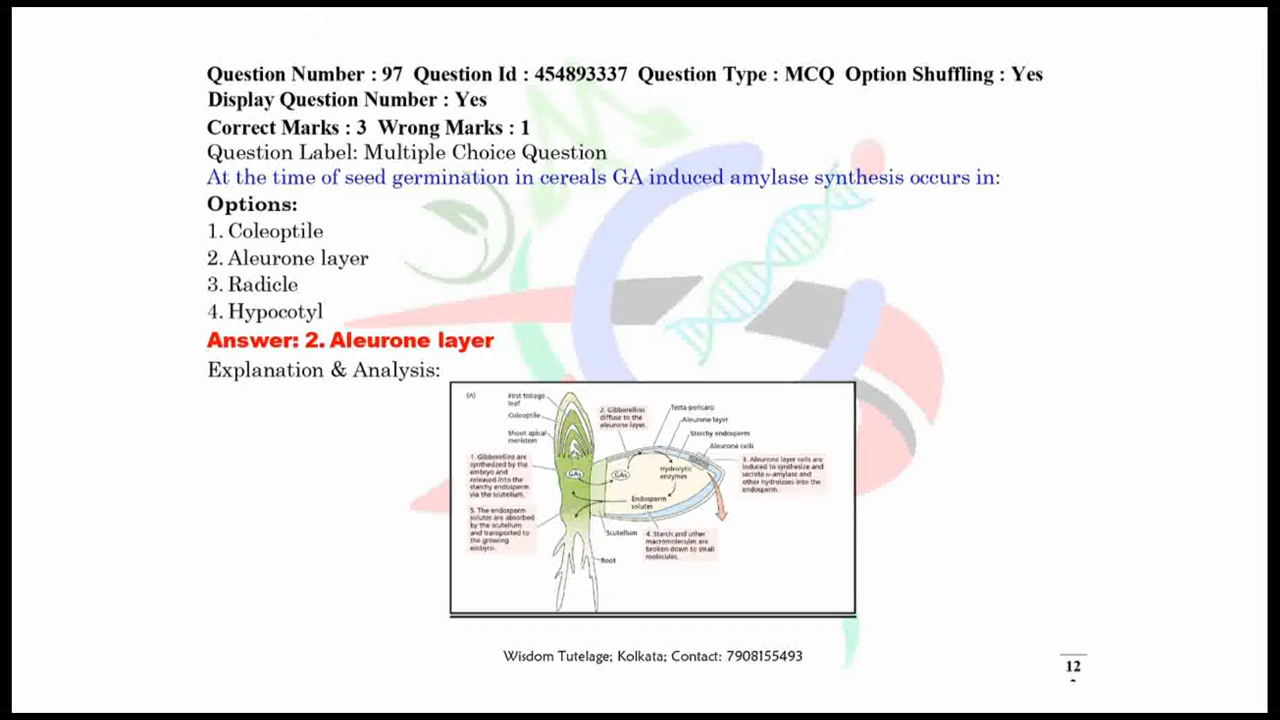 Question Number : 97 Question Id : 454893337 Question Type : MCQ Option Shuffling : Yes
Display Question Number : Yes
Correct Marks : 3 Wrong Marks : 1
Question Label: Multiple Choice Question
At the time of seed germination in cereals GA induced amylase synthesis occurs in:
Options:
1. Coleoptile
2. Aleurone layer
3. Radicle
4. Hypocotyl
Answer: 2. Aleurone layer
Explanation & Analysis:
(A)
First foliage
leaf
Coleoptile
Shoot apical
meristem
1. Gibberellins are
synthesized by the
embryo and
released into the
starchy endosperm
via the scutellum.
5. The endosperm
solutes are absorbed
by the scutellum
and transported to
the growing
embryo.
2. Gibberellins
diffuse to the
aleurone layer.
Testa-pericarp
Aleurone layer
Starchy endosperm
Aleurone cells
3. Aleurone layer cells are
induced to synthesize and
secrete α-amylase and
other hydrolases into the
endosperm.
GAs
GAs
Hydrolytic
enzymes
Endosperm
solutes
Scutellum
4. Starch and other
macromolecules are
broken down to small
molecules.
Root
Wisdom Tutelage; Kolkata; Contact: 7908155493
12